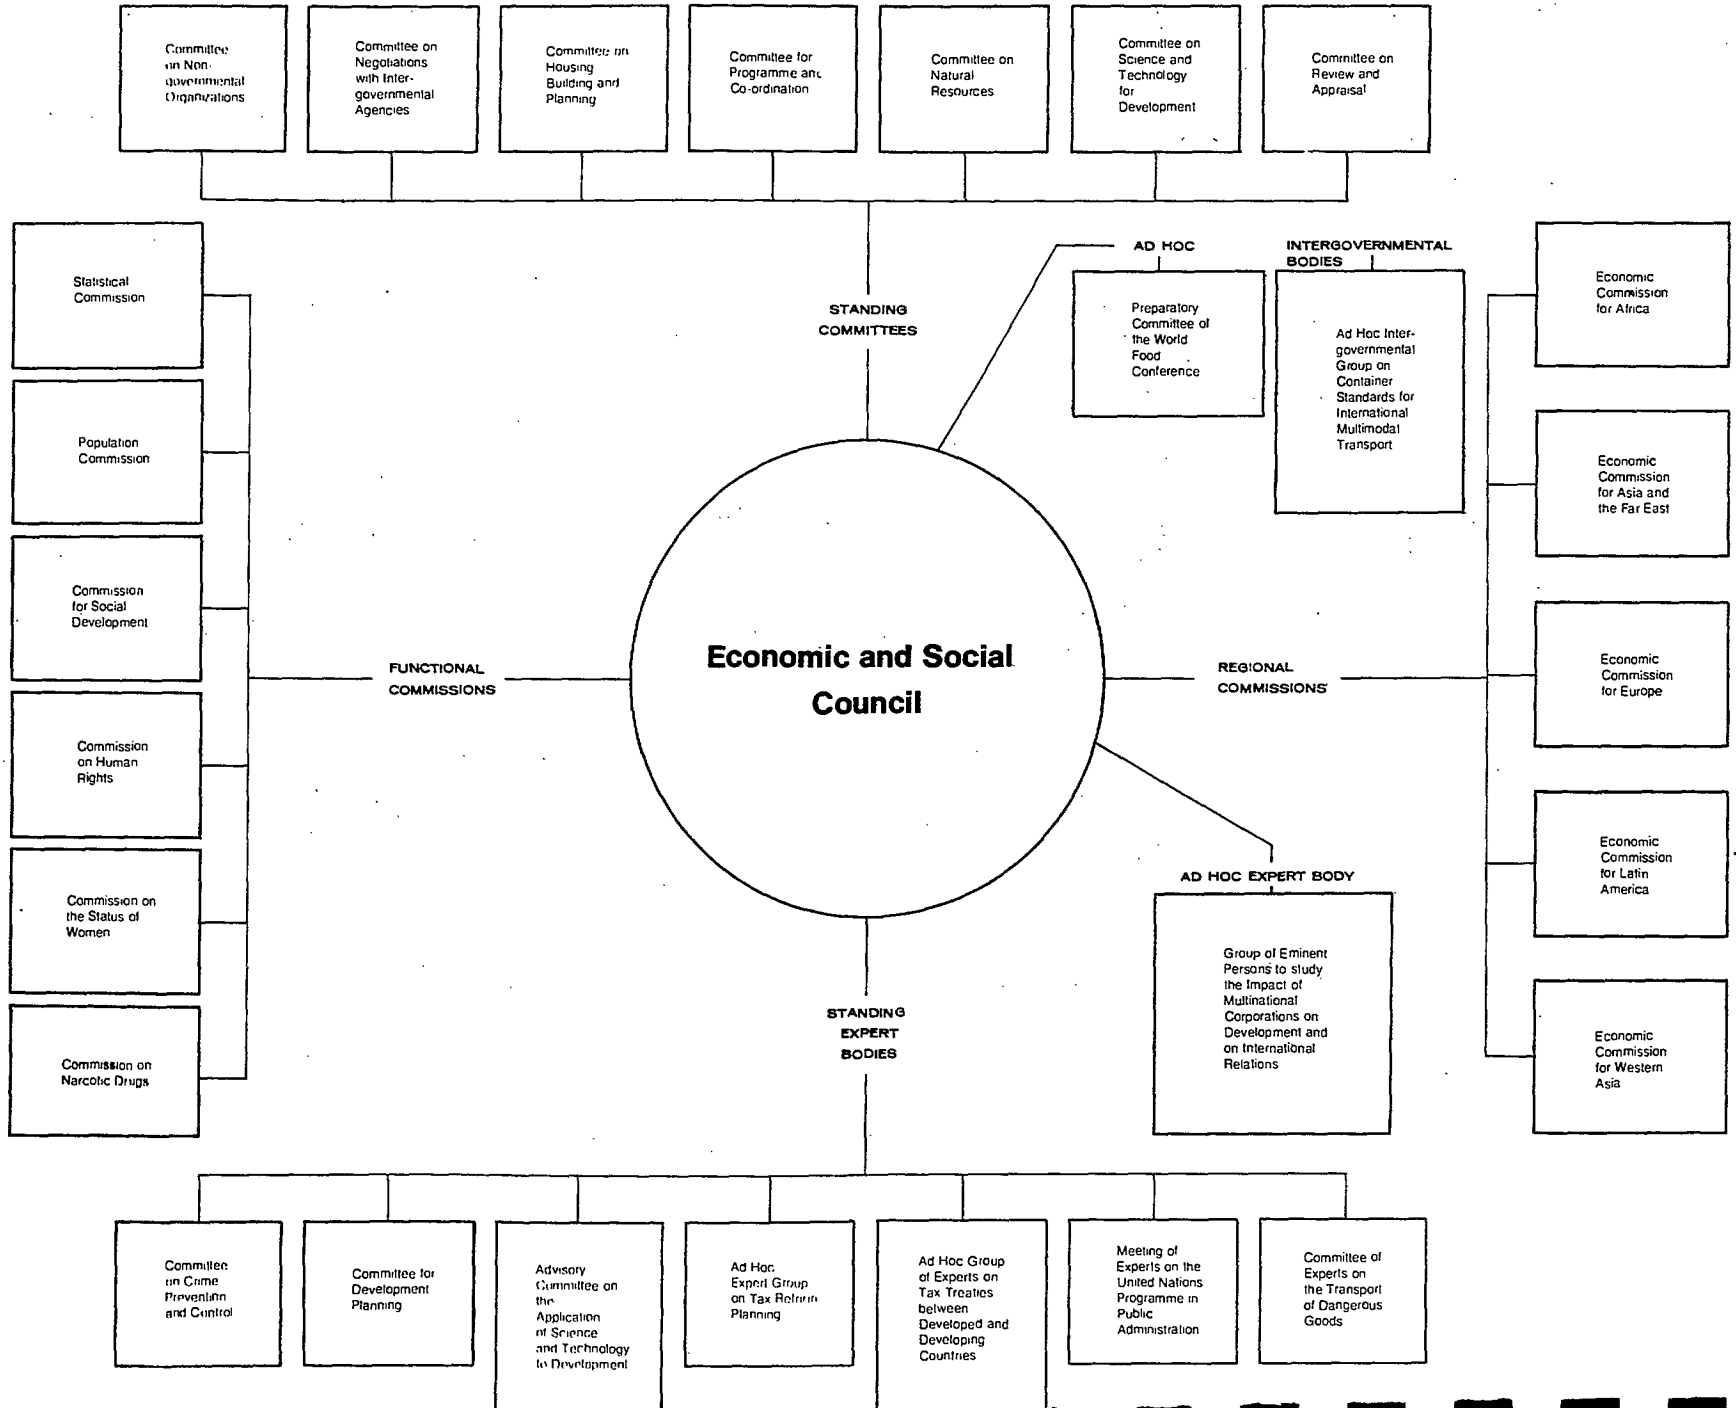 Committee
on Non-
governmental
Organizations
Committee on
Negotiations
with Inter-
governmental
Agencies
Committee on
Housing
Building and
Planning
Committee for
Programme and
Co-ordination
Committee on
Natural
Resources
Committee on
Science and
Technology
for
Development
Committee on
Review and
Appraisal
STANDING
COMMITTEES
AD HOC
INTERGOVERNMENTAL
BODIES
Preparatory
Committee of
the World
Food
Conference
Ad Hoc Inter-
governmental
Group on
Container
Standards for
International
Multimodal
Transport
Statistical
Commission
Population
Commission
Commission
for Social
Development
Commission
on Human
Rights
Commission on
the Status of
Women
Commission on
Narcotic Drugs
FUNCTIONAL
COMMISSIONS
Economic and Social
Council
REGIONAL
COMMISSIONS
Economic
Commission
for Africa
Economic
Commission
for Asia and
the Far East
Economic
Commission
for Europe
Economic
Commission
for Latin
America
Economic
Commission
for Western
Asia
AD HOC EXPERT BODY
Group of Eminent
Persons to study
the Impact of
Multinational
Corporations on
Development and
on International
Relations
STANDING
EXPERT
BODIES
Committee
on Crime
Prevention
and Control
Committee for
Development
Planning
Advisory
Committee on
the
Application
of Science
and Technology
to Development
Ad Hoc
Expert Group
on Tax Reform
Planning
Ad Hoc Group
of Experts on
Tax Treaties
between
Developed and
Developing
Countries
Meeting of
Experts on the
United Nations
Programme in
Public
Administration
Committee of
Experts on
the Transport
of Dangerous
Goods